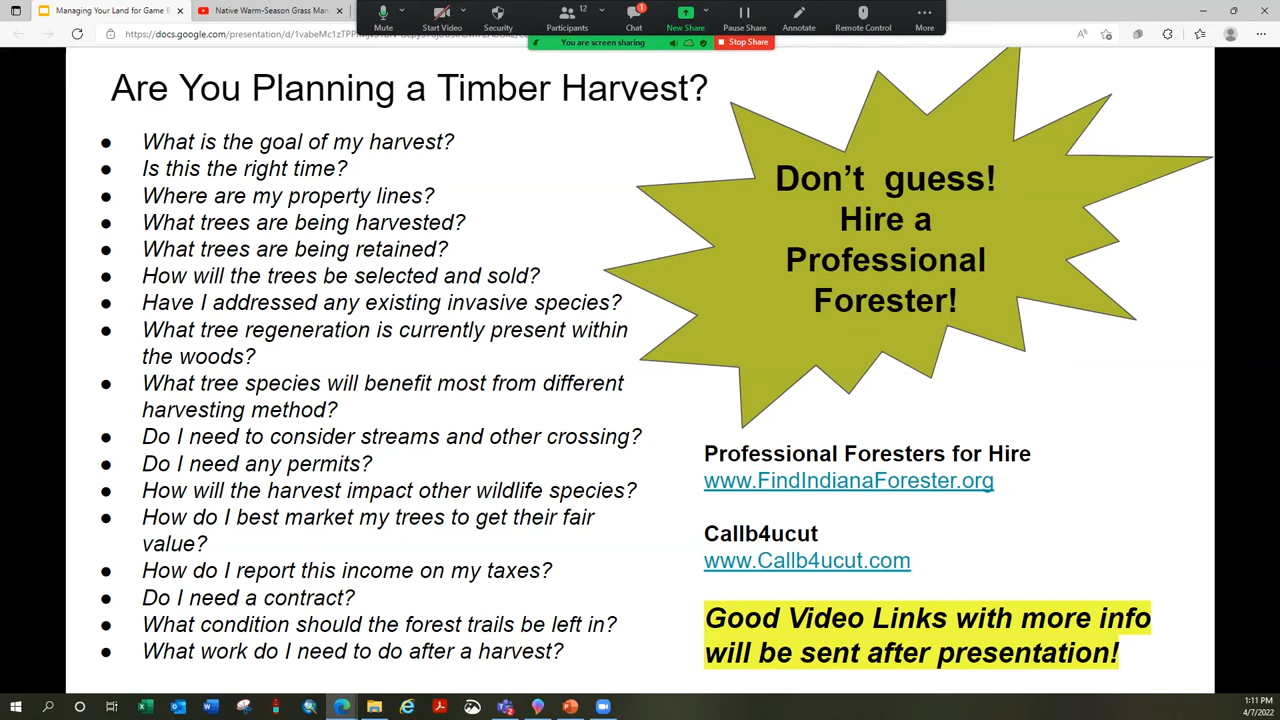 Managing Your Land for Game B
Native Warm-Season Grass Man
https://docs.google.com/presentation/d/1vabeMc1zTPP
Mute
Start Video
Security
Participants
12
Chat
1
New Share
Pause Share
Annotate
Remote Control
More
You are screen sharing
Stop Share
Are You Planning a Timber Harvest?
● What is the goal of my harvest?
● Is this the right time?
● Where are my property lines?
● What trees are being harvested?
● What trees are being retained?
● How will the trees be selected and sold?
● Have I addressed any existing invasive species?
● What tree regeneration is currently present within
the woods?
● What tree species will benefit most from different
harvesting method?
● Do I need to consider streams and other crossing?
● Do I need any permits?
● How will the harvest impact other wildlife species?
● How do I best market my trees to get their fair
value?
● How do I report this income on my taxes?
● Do I need a contract?
● What condition should the forest trails be left in?
● What work do I need to do after a harvest?
Don't guess!
Hire a
Professional
Forester!
Professional Foresters for Hire
www.FindIndianaForester.org
Callb4ucut
www.Callb4ucut.com
Good Video Links with more info
will be sent after presentation!
1:11 PM
4/7/2022